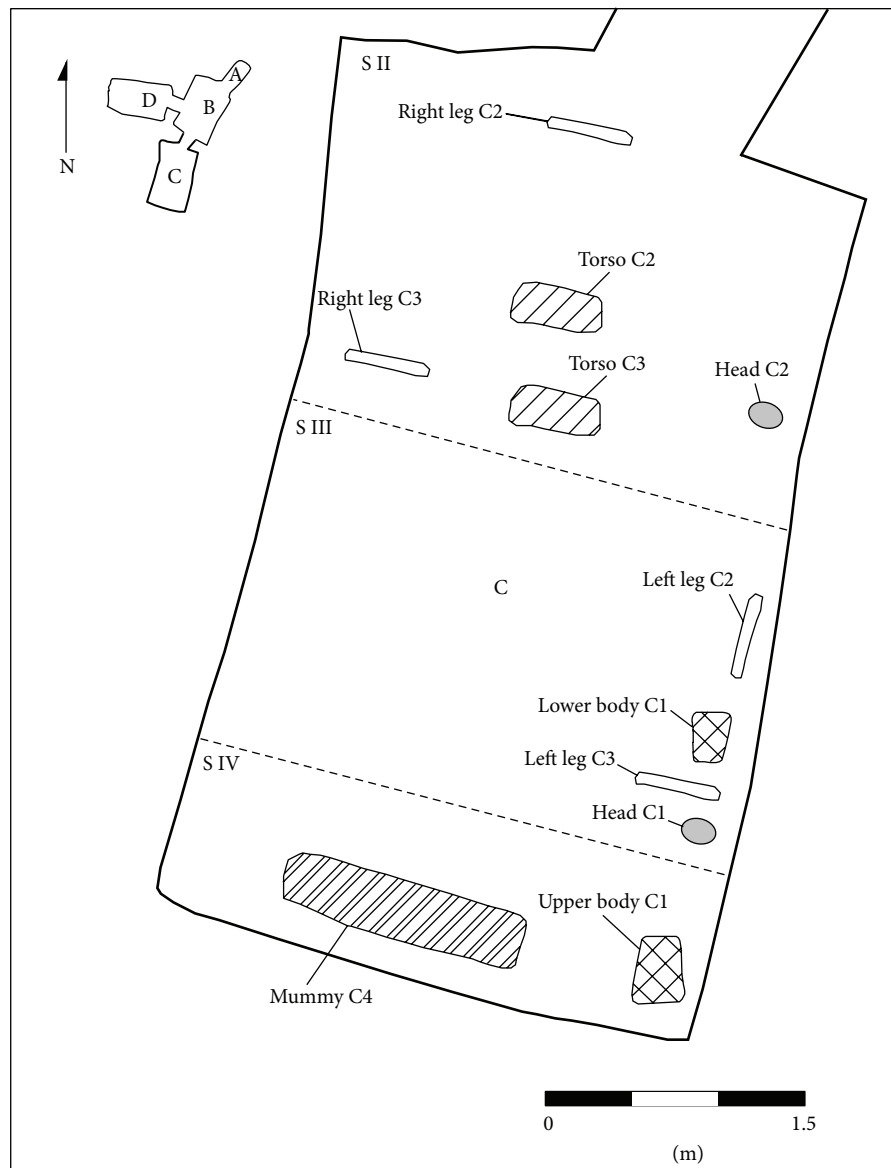 S II
A
D
B
Right leg C2
N
C
Torso C2
Right leg C3
Torso C3
Head C2
S III
C
Left leg C2
Lower body C1
S IV
Left leg C3
Head C1
Upper body C1
Mummy C4
0
1.5
(m)